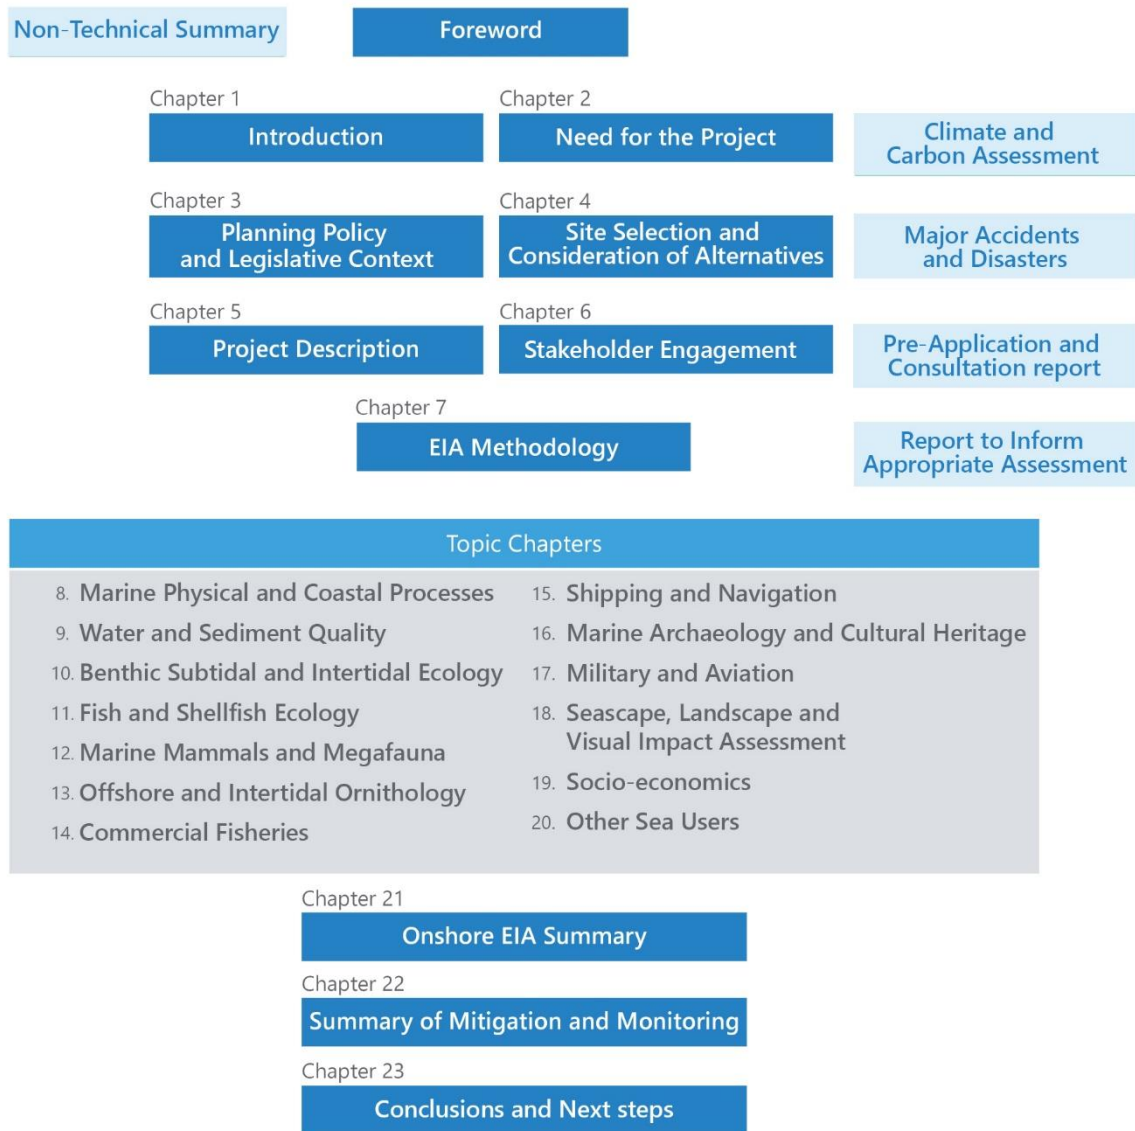 Non-Technical Summary
Foreword
Chapter 1
Introduction
Chapter 2
Need for the Project
Climate and
Carbon Assessment
Chapter 3
Planning Policy
and Legislative Context
Chapter 4
Site Selection and
Consideration of Alternatives
Major Accidents
and Disasters
Chapter 5
Project Description
Chapter 6
Stakeholder Engagement
Pre-Application and
Consultation report
Chapter 7
EIA Methodology
Report to Inform
Appropriate Assessment
Topic Chapters
8. Marine Physical and Coastal Processes
9. Water and Sediment Quality
10. Benthic Subtidal and Intertidal Ecology
11. Fish and Shellfish Ecology
12. Marine Mammals and Megafauna
13. Offshore and Intertidal Ornithology
14. Commercial Fisheries
15. Shipping and Navigation
16. Marine Archaeology and Cultural Heritage
17. Military and Aviation
18. Seascape, Landscape and
Visual Impact Assessment
19. Socio-economics
20. Other Sea Users
Chapter 21
Onshore EIA Summary
Chapter 22
Summary of Mitigation and Monitoring
Chapter 23
Conclusions and Next steps